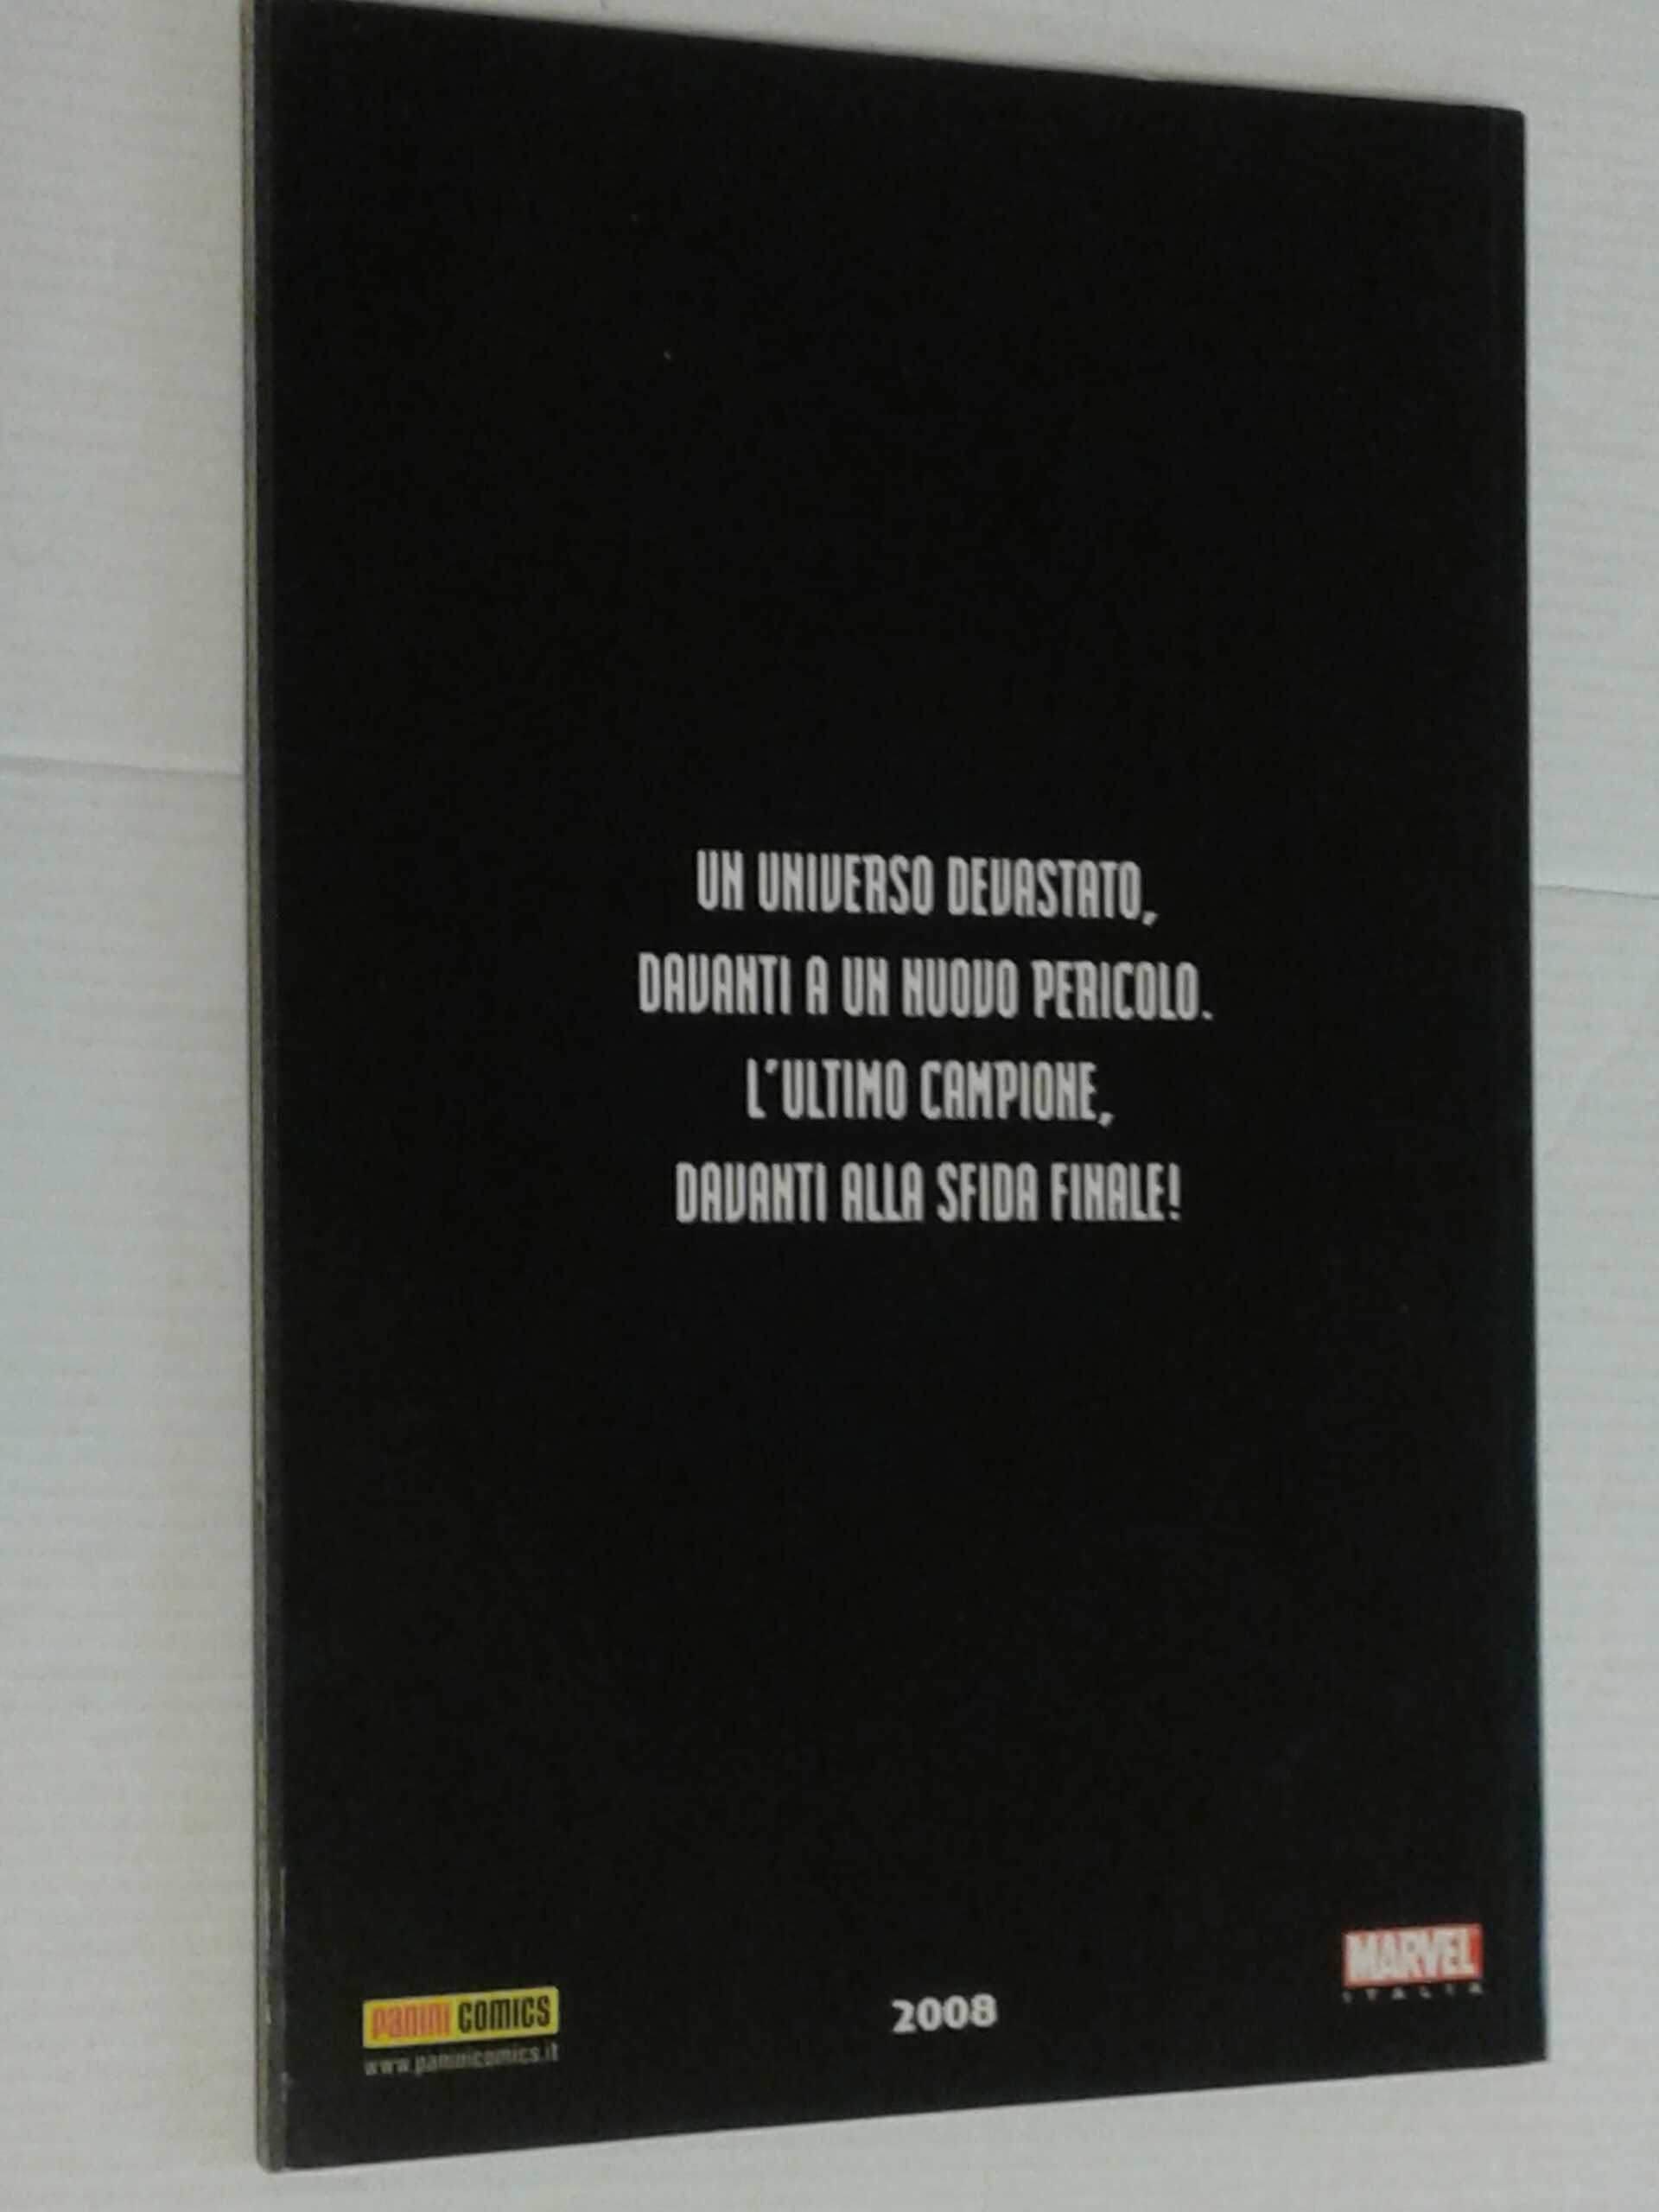 UN UNIVERSO DEVASTATO,
DAVANTI A UN NUOVO PERICOLO.
L'ULTIMO CAMPIONE,
DAVANTI ALLA SFIDA FINALE!
PANINI COMICS
www.paninicomics.it
2008
MARVEL
ITALIA